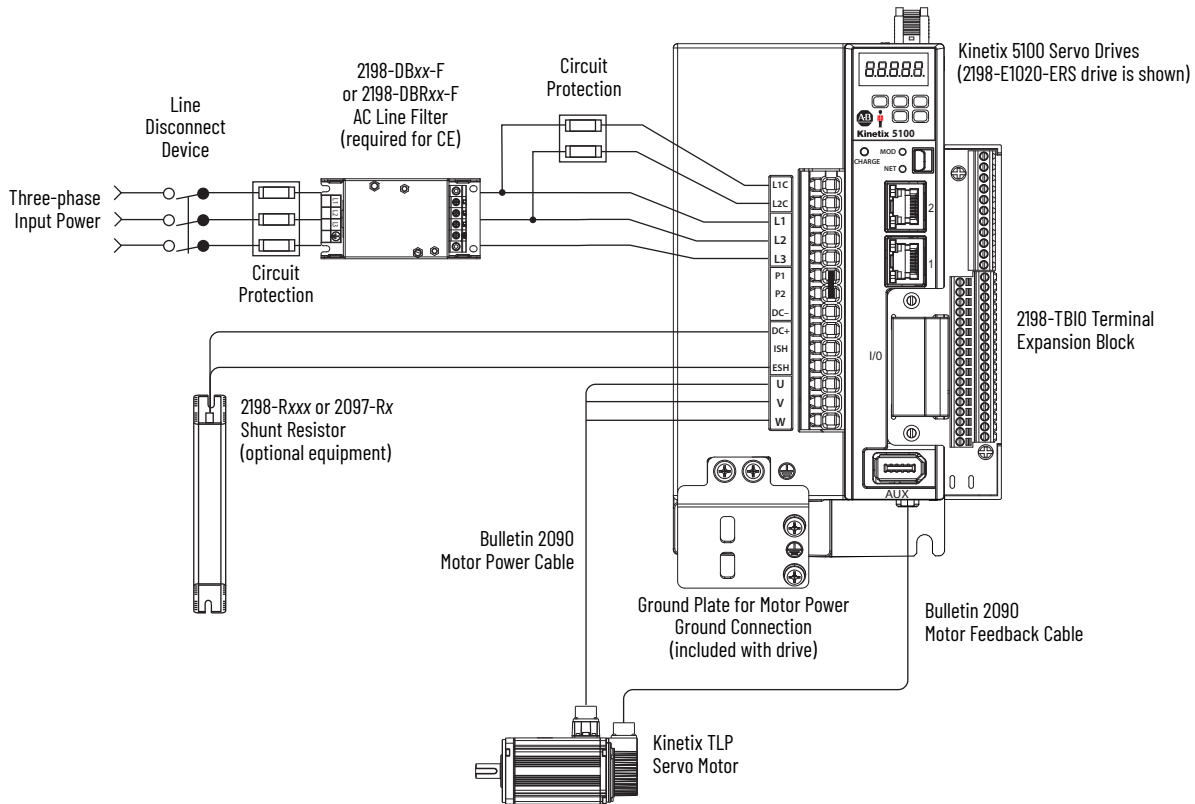 Kinetix 5100 Servo Drives
(2198-E1020-ERS drive is shown)
2198-DBxx-F
or 2198-DBRxx-F
AC Line Filter
(required for CE)
Circuit
Protection
Line
Disconnect
Device
Three-phase
Input Power
Circuit
Protection
L1
L2
L3
8.8.8.8.8.
A-B
Kinetix 5100
CHARGE
MOD
NET
2
1
I/O
AUX
L1C
L2C
L1
L2
L3
P1
P2
DC–
DC+
ISH
ESH
U
V
W
2198-TBIO Terminal
Expansion Block
2198-Rxxx or 2097-Rx
Shunt Resistor
(optional equipment)
Bulletin 2090
Motor Power Cable
Ground Plate for Motor Power
Ground Connection
(included with drive)
Bulletin 2090
Motor Feedback Cable
Kinetix TLP
Servo Motor